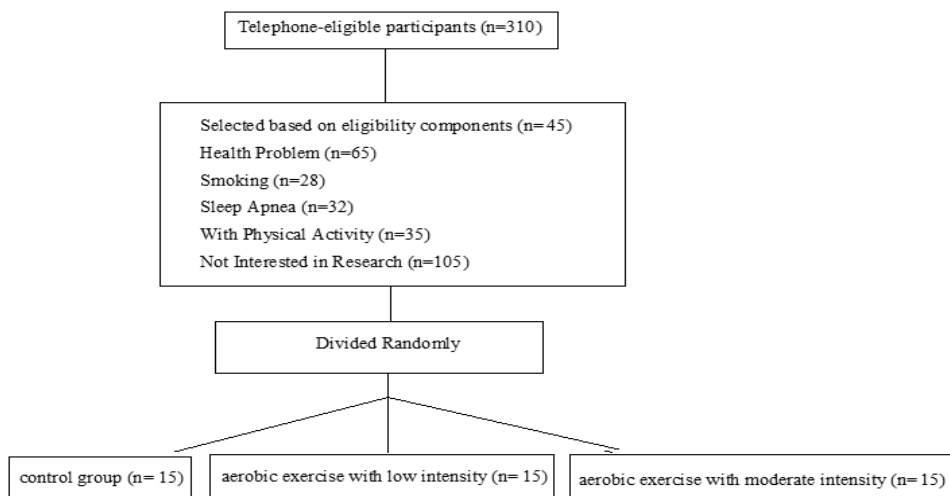 Telephone-eligible participants (n=310)
Selected based on eligibility components (n=45)
Health Problem (n=65)
Smoking (n=28)
Sleep Apnea (n=32)
With Physical Activity (n=35)
Not Interested in Research (n=105)
Divided Randomly
control group (n=15)
aerobic exercise with low intensity (n=15)
aerobic exercise with moderate intensity (n=15)